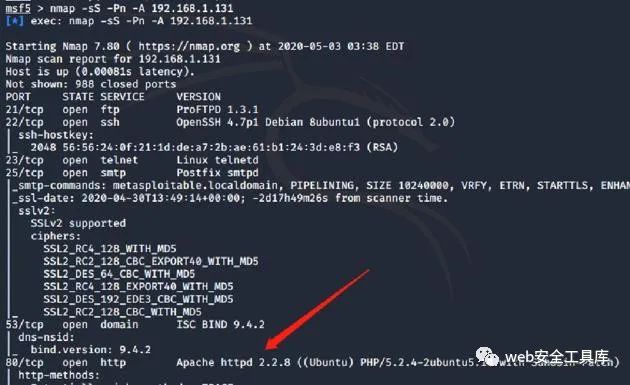 msf5 > nmap -sS -Pn -A 192.168.1.131
[*] exec: nmap -sS -Pn -A 192.168.1.131
Starting Nmap 7.80 ( https://nmap.org ) at 2020-05-03 03:38 EDT
Nmap scan report for 192.168.1.131
Host is up (0.00081s latency).
Not shown: 988 closed ports
PORT STATE SERVICE VERSION
21/tcp open ftp ProFTPD 1.3.1
22/tcp open ssh OpenSSH 4.7p1 Debian 8ubuntu1 (protocol 2.0)
| ssh-hostkey:
|_ 2048 56:56:24:0f:21:1d:de:a7:2b:ae:61:b1:24:3d:e8:f3 (RSA)
23/tcp open telnet Linux telnetd
25/tcp open smtp Postfix smtpd
|_smtp-commands: metasploitable.localdomain, PIPELINING, SIZE 10240000, VRFY, ETRN, STARTTLS, ENHAN
|_ssl-date: 2020-04-30T13:49:14+00:00; -2d17h49m26s from scanner time.
| sslv2:
| SSLv2 supported
| ciphers:
| SSL2_RC4_128_WITH_MD5
| SSL2_RC2_128_CBC_EXPORT40_WITH_MD5
| SSL2_DES_64_CBC_WITH_MD5
| SSL2_RC4_128_EXPORT40_WITH_MD5
| SSL2_DES_192_EDE3_CBC_WITH_MD5
|_ SSL2_RC2_128_CBC_WITH_MD5
53/tcp open domain ISC BIND 9.4.2
| dns-nsid:
|_ bind.version: 9.4.2
80/tcp open http Apache httpd 2.2.8 ((Ubuntu) PHP/5.2.4-2ubuntu5.
web安全工具库
| http-methods: